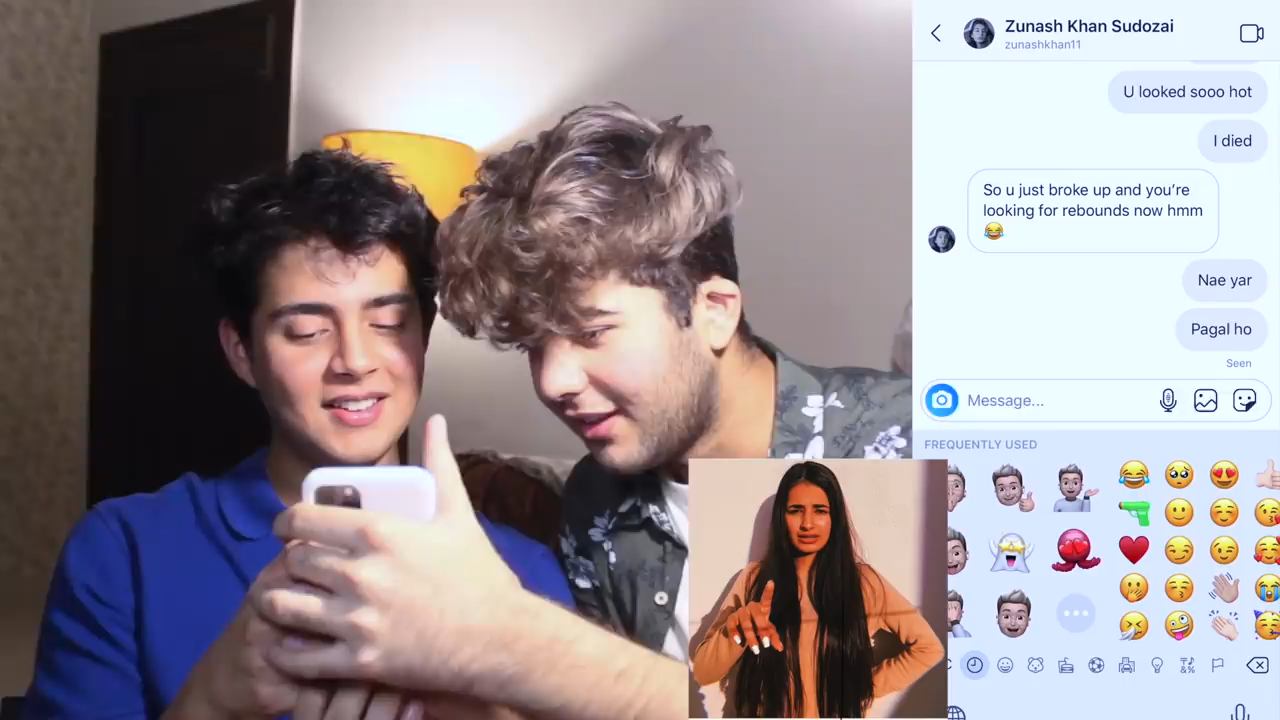 Zunash Khan Sudozai
zunashkhan11
U looked sooo hot
I died
So u just broke up and you're
looking for rebounds now hmm
😂
Nae yar
Pagal ho
Seen
Message...
FREQUENTLY USED